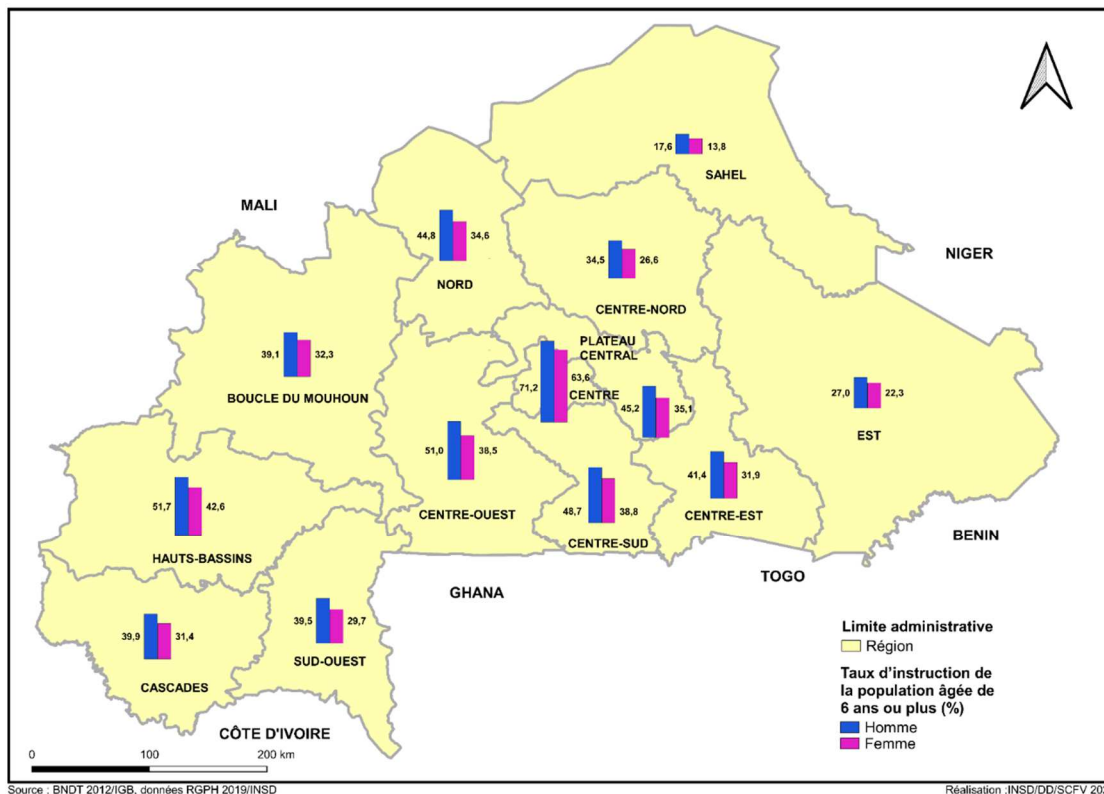 17,6
13,8
SAHEL
MALI
44,8
34,6
NORD
34,5
26,6
CENTRE-NORD
NIGER
39,1
32,3
BOUCLE DU MOUHOUN
PLATEAU
CENTRAL
71,2
63,6
CENTRE
45,2
35,1
27,0
22,3
EST
51,0
38,5
CENTRE-OUEST
41,4
31,9
CENTRE-EST
48,7
38,8
CENTRE-SUD
51,7
42,6
HAUTS-BASSINS
BENIN
TOGO
GHANA
39,9
31,4
CASCADES
39,5
29,7
SUD-OUEST
CÔTE D'IVOIRE
Limite administrative
Région
Taux d'instruction de
la population âgée de
6 ans ou plus (%)
Homme
Femme
0 100 200 km
Source : BNDT 2012/IGB, données RGPH 2019/INSD
Réalisation :INSD/DD/SCFV